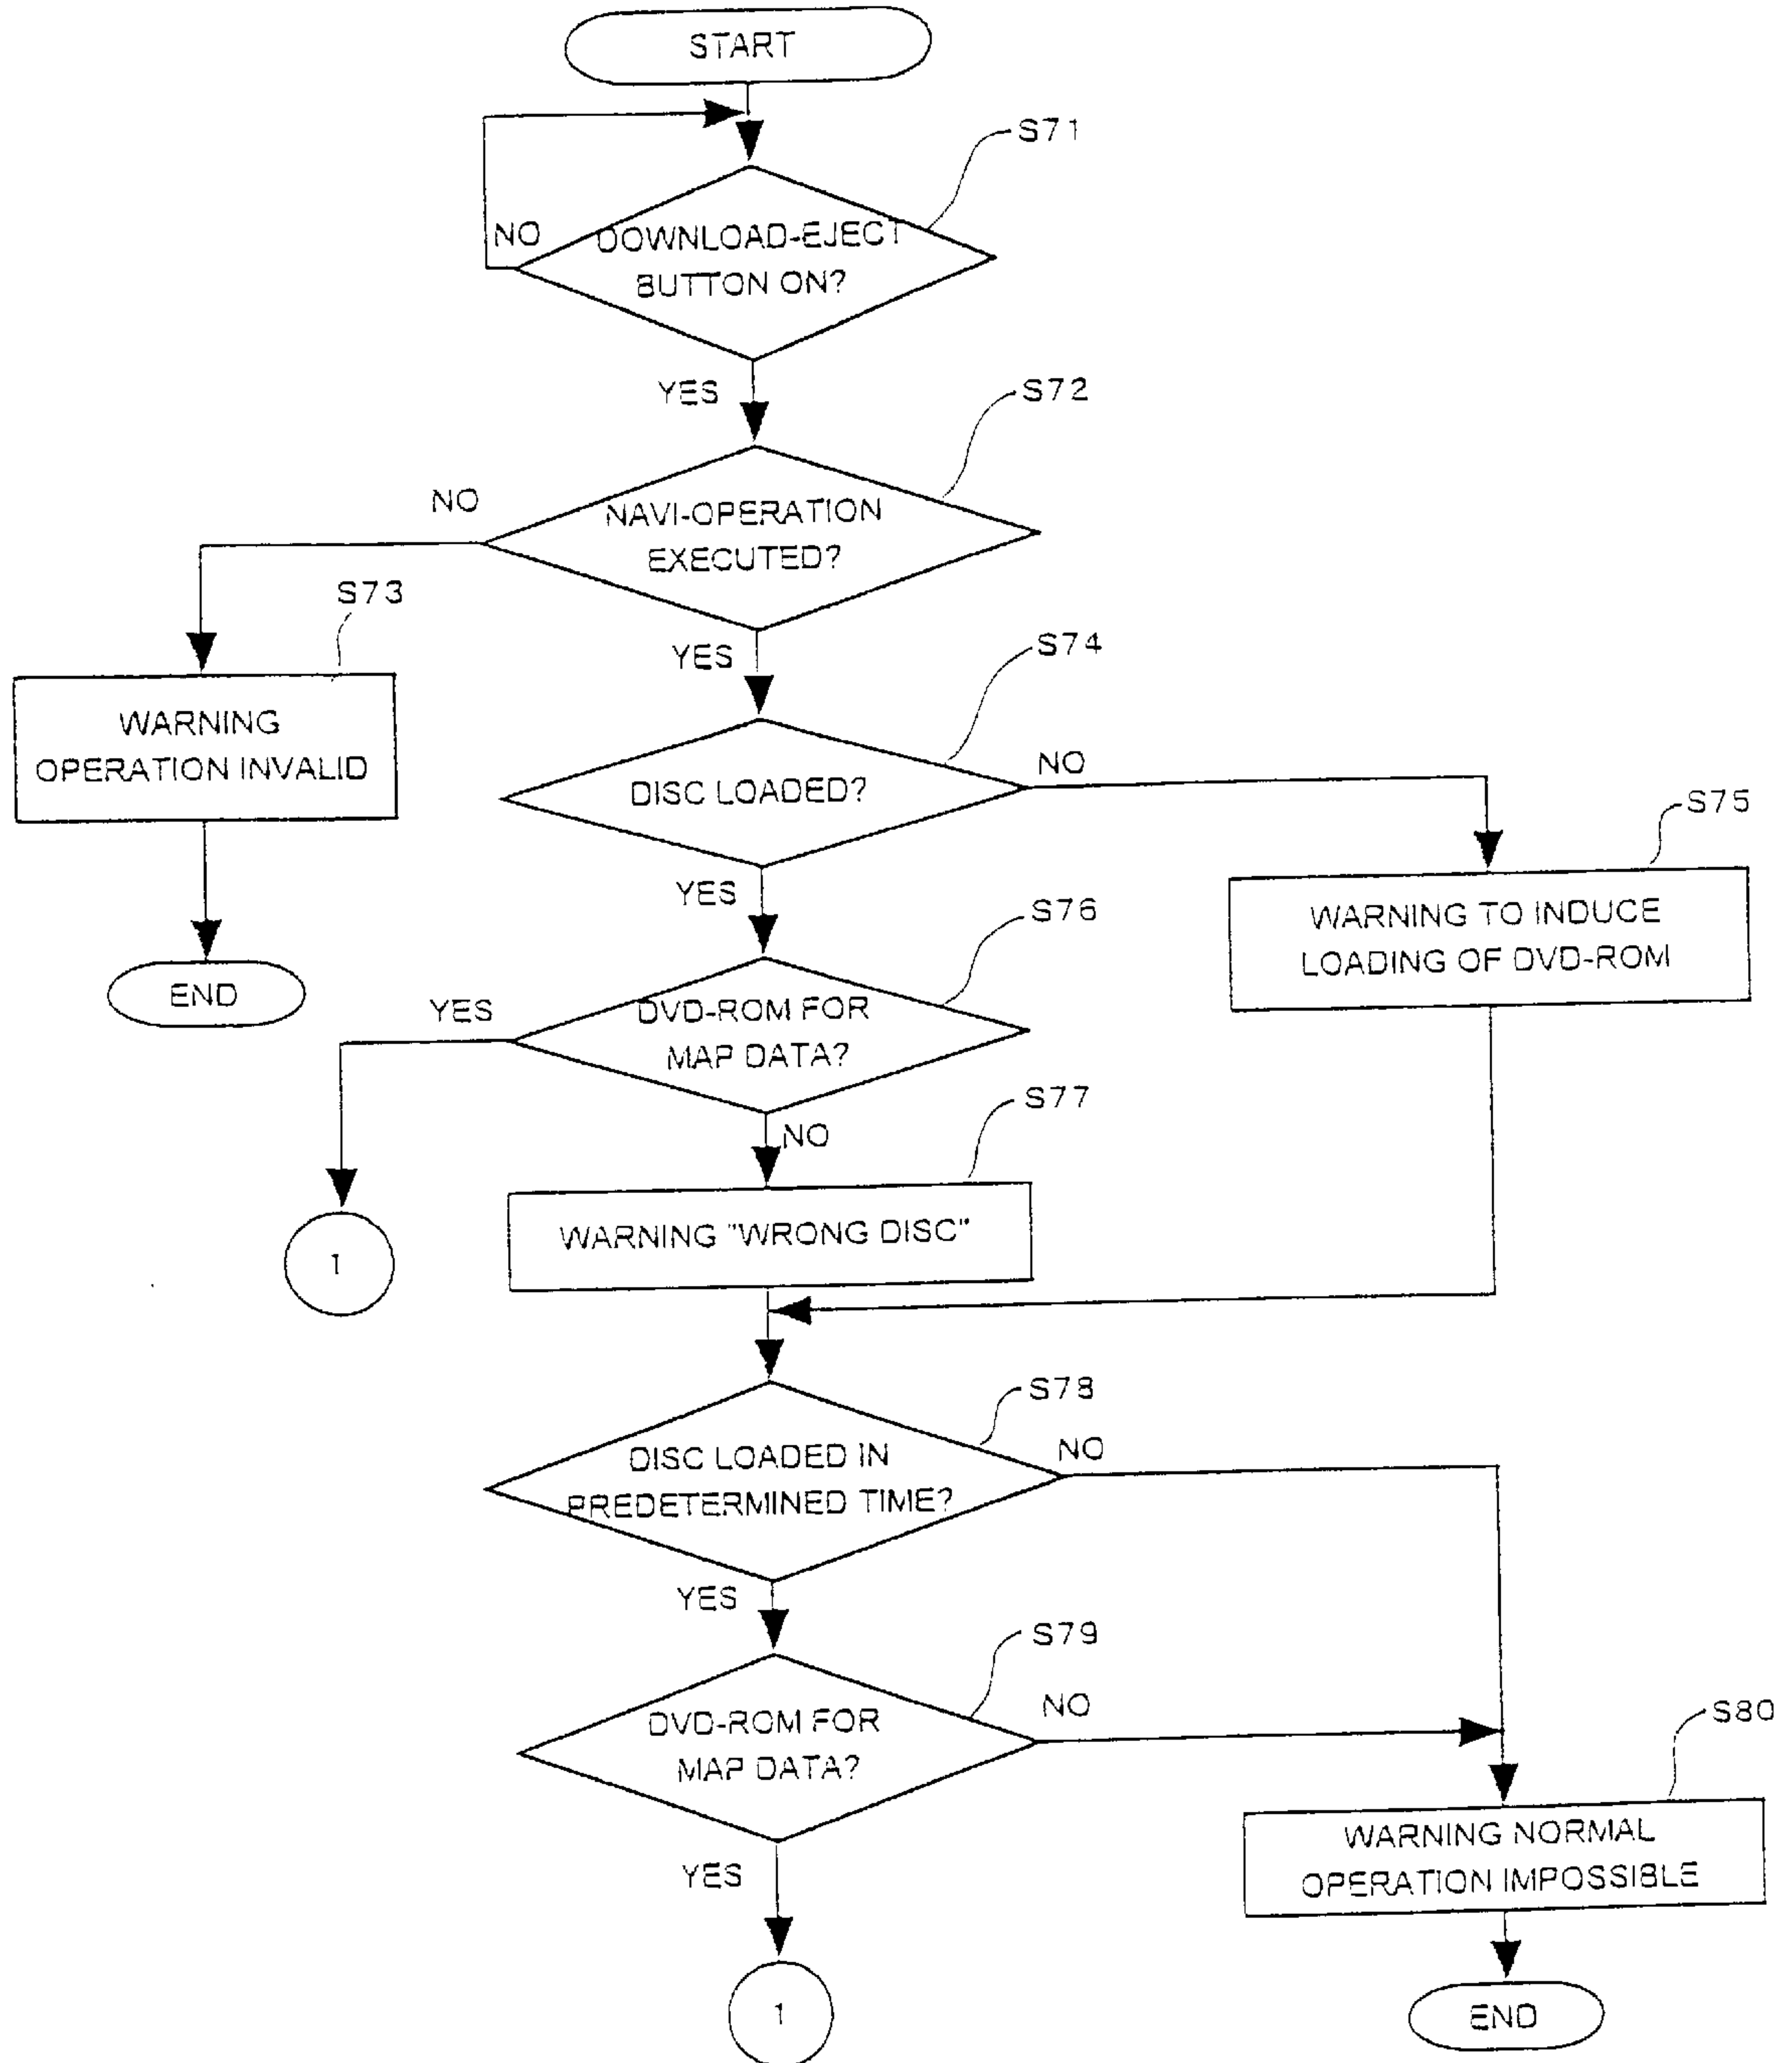 START
S71
NO
DOWNLOAD-EJECT
BUTTON ON?
YES
S72
NO
NAVI-OPERATION
EXECUTED?
S73
YES
S74
WARNING
OPERATION INVALID
DISC LOADED?
NO
S75
YES
S76
WARNING TO INDUCE
LOADING OF DVD-ROM
END
YES
DVD-ROM FOR
MAP DATA?
S77
NO
WARNING "WRONG DISC"
1
S78
DISC LOADED IN
PREDETERMINED TIME?
NO
YES
S79
DVD-ROM FOR
MAP DATA?
NO
S80
WARNING NORMAL
OPERATION IMPOSSIBLE
YES
1
END